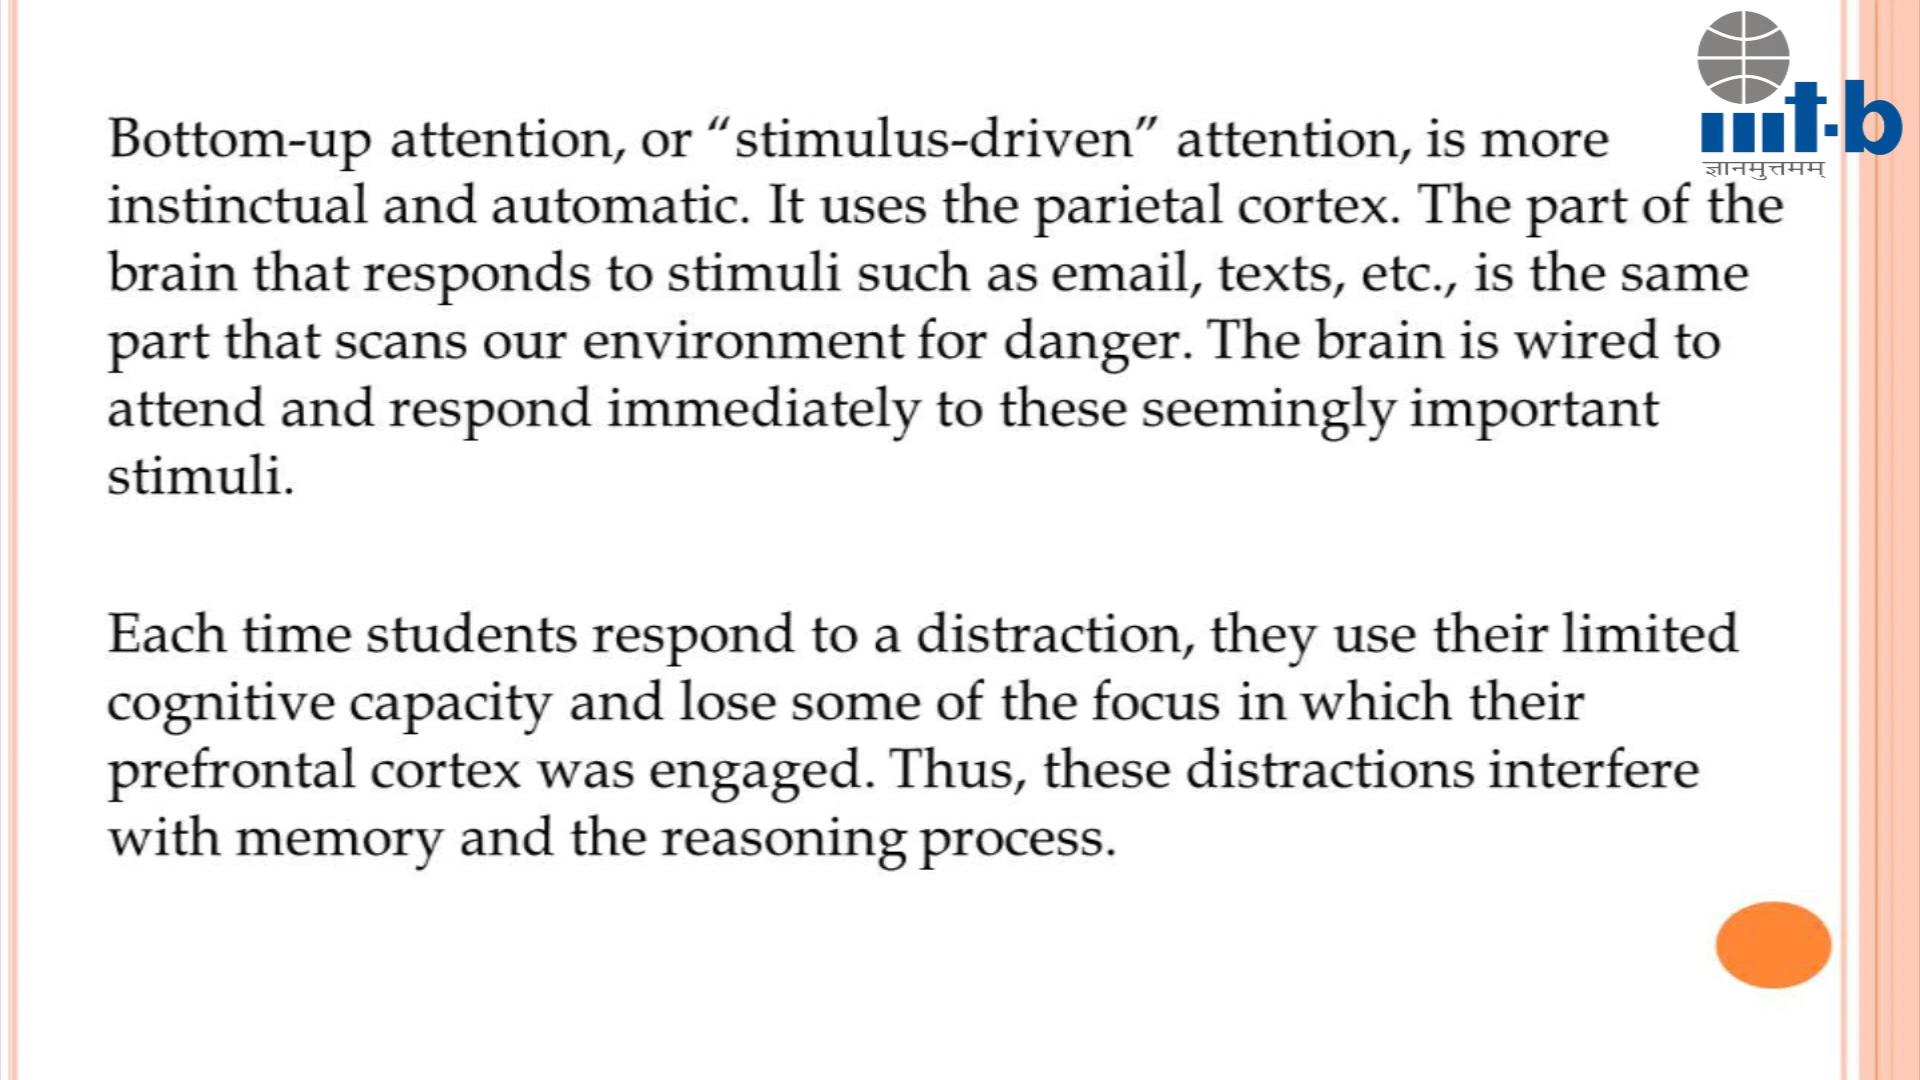 iiit-b
ज्ञानमुत्तमम्
Bottom-up attention, or “stimulus-driven” attention, is more
instinctual and automatic. It uses the parietal cortex. The part of the
brain that responds to stimuli such as email, texts, etc., is the same
part that scans our environment for danger. The brain is wired to
attend and respond immediately to these seemingly important
stimuli.
Each time students respond to a distraction, they use their limited
cognitive capacity and lose some of the focus in which their
prefrontal cortex was engaged. Thus, these distractions interfere
with memory and the reasoning process.